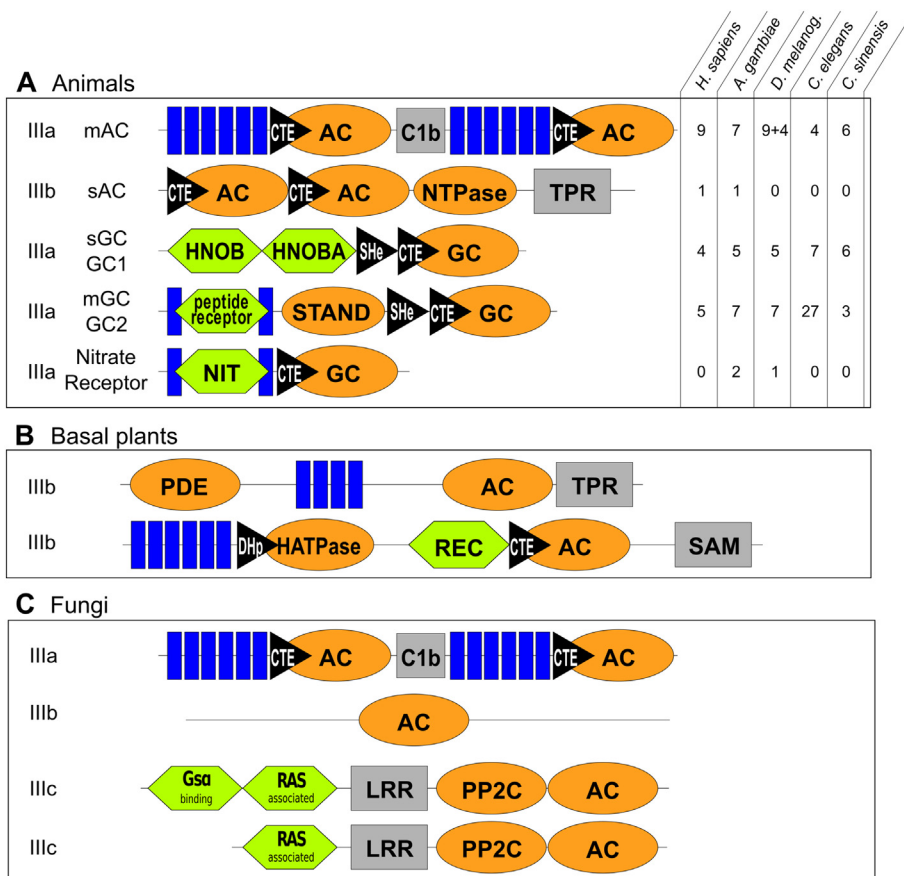 H. sapiens
A. gambiae
D. melanog.
C. elegans
C. sinensis
A Animals
IIIa mAC CTE AC C1b CTE AC 9 7 9+4 4 6
IIIb sAC CTE AC CTE AC NTPase TPR 1 1 0 0 0
IIIa sGC GC1 HNOB HNOBA SHe CTE GC 4 5 5 7 6
IIIa mGC GC2 peptide receptor STAND SHe CTE GC 5 7 7 27 3
IIIa Nitrate Receptor NIT CTE GC 0 2 1 0 0
B Basal plants
IIIb PDE AC TPR
IIIb DHp HATPase REC CTE AC SAM
C Fungi
IIIa CTE AC C1b CTE AC
IIIb AC
IIIc Gsα binding RAS associated LRR PP2C AC
IIIc RAS associated LRR PP2C AC